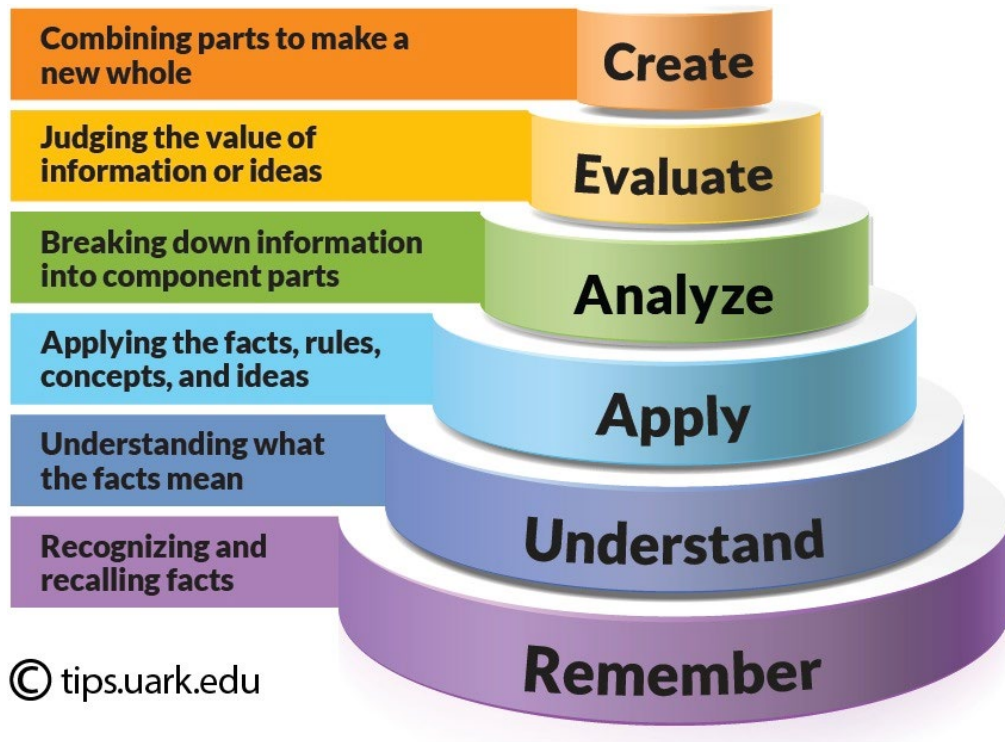 Combining parts to make a
new whole
Create
Judging the value of
information or ideas
Evaluate
Breaking down information
into component parts
Analyze
Applying the facts, rules,
concepts, and ideas
Apply
Understanding what
the facts mean
Understand
Recognizing and
recalling facts
Remember
© tips.uark.edu